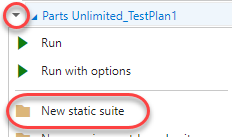 Parts Unlimited_TestPlan1
Run
Run with options
New static suite